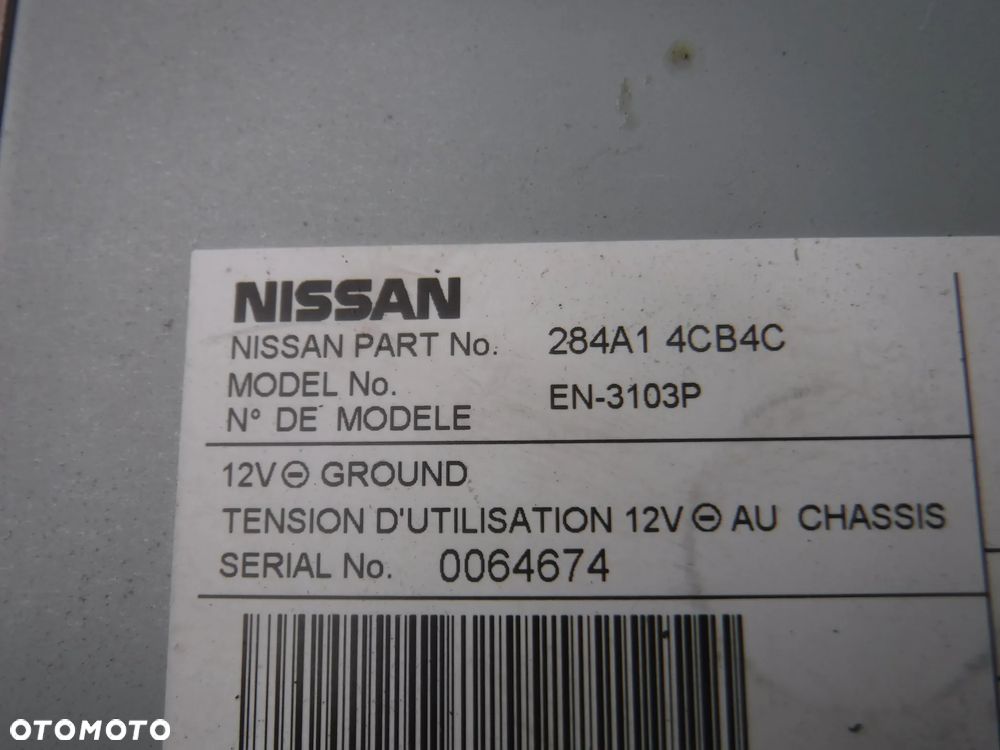 NISSAN
NISSAN PART No. 284A1 4CB4C
MODEL No.
N° DE MODELE EN-3103P
12V⊖ GROUND
TENSION D'UTILISATION 12V⊖ AU CHASSIS
SERIAL No. 0064674
OTOMOTO